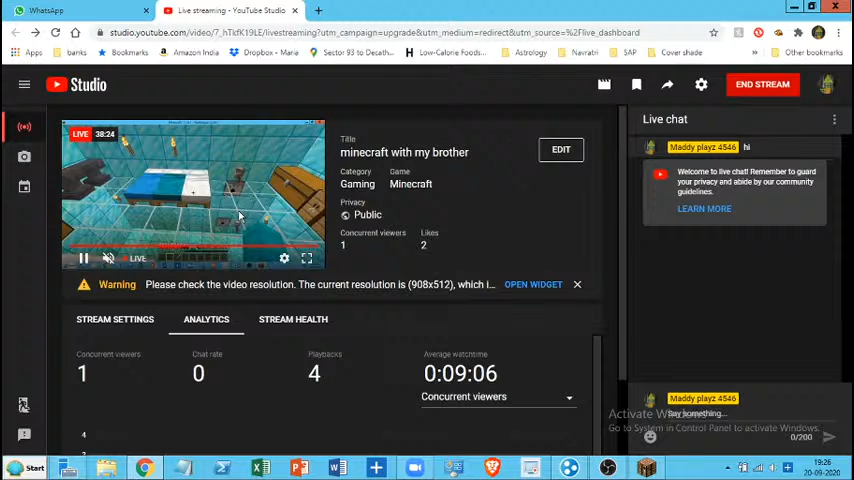 WhatsApp
Live streaming - YouTube Studio
studio.youtube.com/video/7_hTlcfK19LE/livestreaming?utm_campaign=upgrade&utm_medium=redirect&utm_source=%2Flive_dashboard
Apps banks Bookmarks Amazon India Dropbox - Maria Sector 93 to Decath... Low-Calorie Foods... Astrology Navratri SAP Cover shade Other bookmarks
Studio
END STREAM
Live chat
LIVE 38:24
Title
minecraft with my brother
EDIT
Category Game
Gaming Minecraft
Privacy
Public
Concurrent viewers Likes
1 2
LIVE
Maddy playz 4546 hi
Welcome to live chat! Remember to guard
your privacy and abide by our community
guidelines.
LEARN MORE
Warning Please check the video resolution. The current resolution is (908x512), which i... OPEN WIDGET
STREAM SETTINGS ANALYTICS STREAM HEALTH
Concurrent viewers Chat rate Playbacks Average watchtime
1 0 4 0:09:06
Concurrent viewers
4
Maddy playz 4546
Say something...
0/200
Activate Windows
Go to System in Control Panel to activate Windows.
Start
19:26
20-09-2020